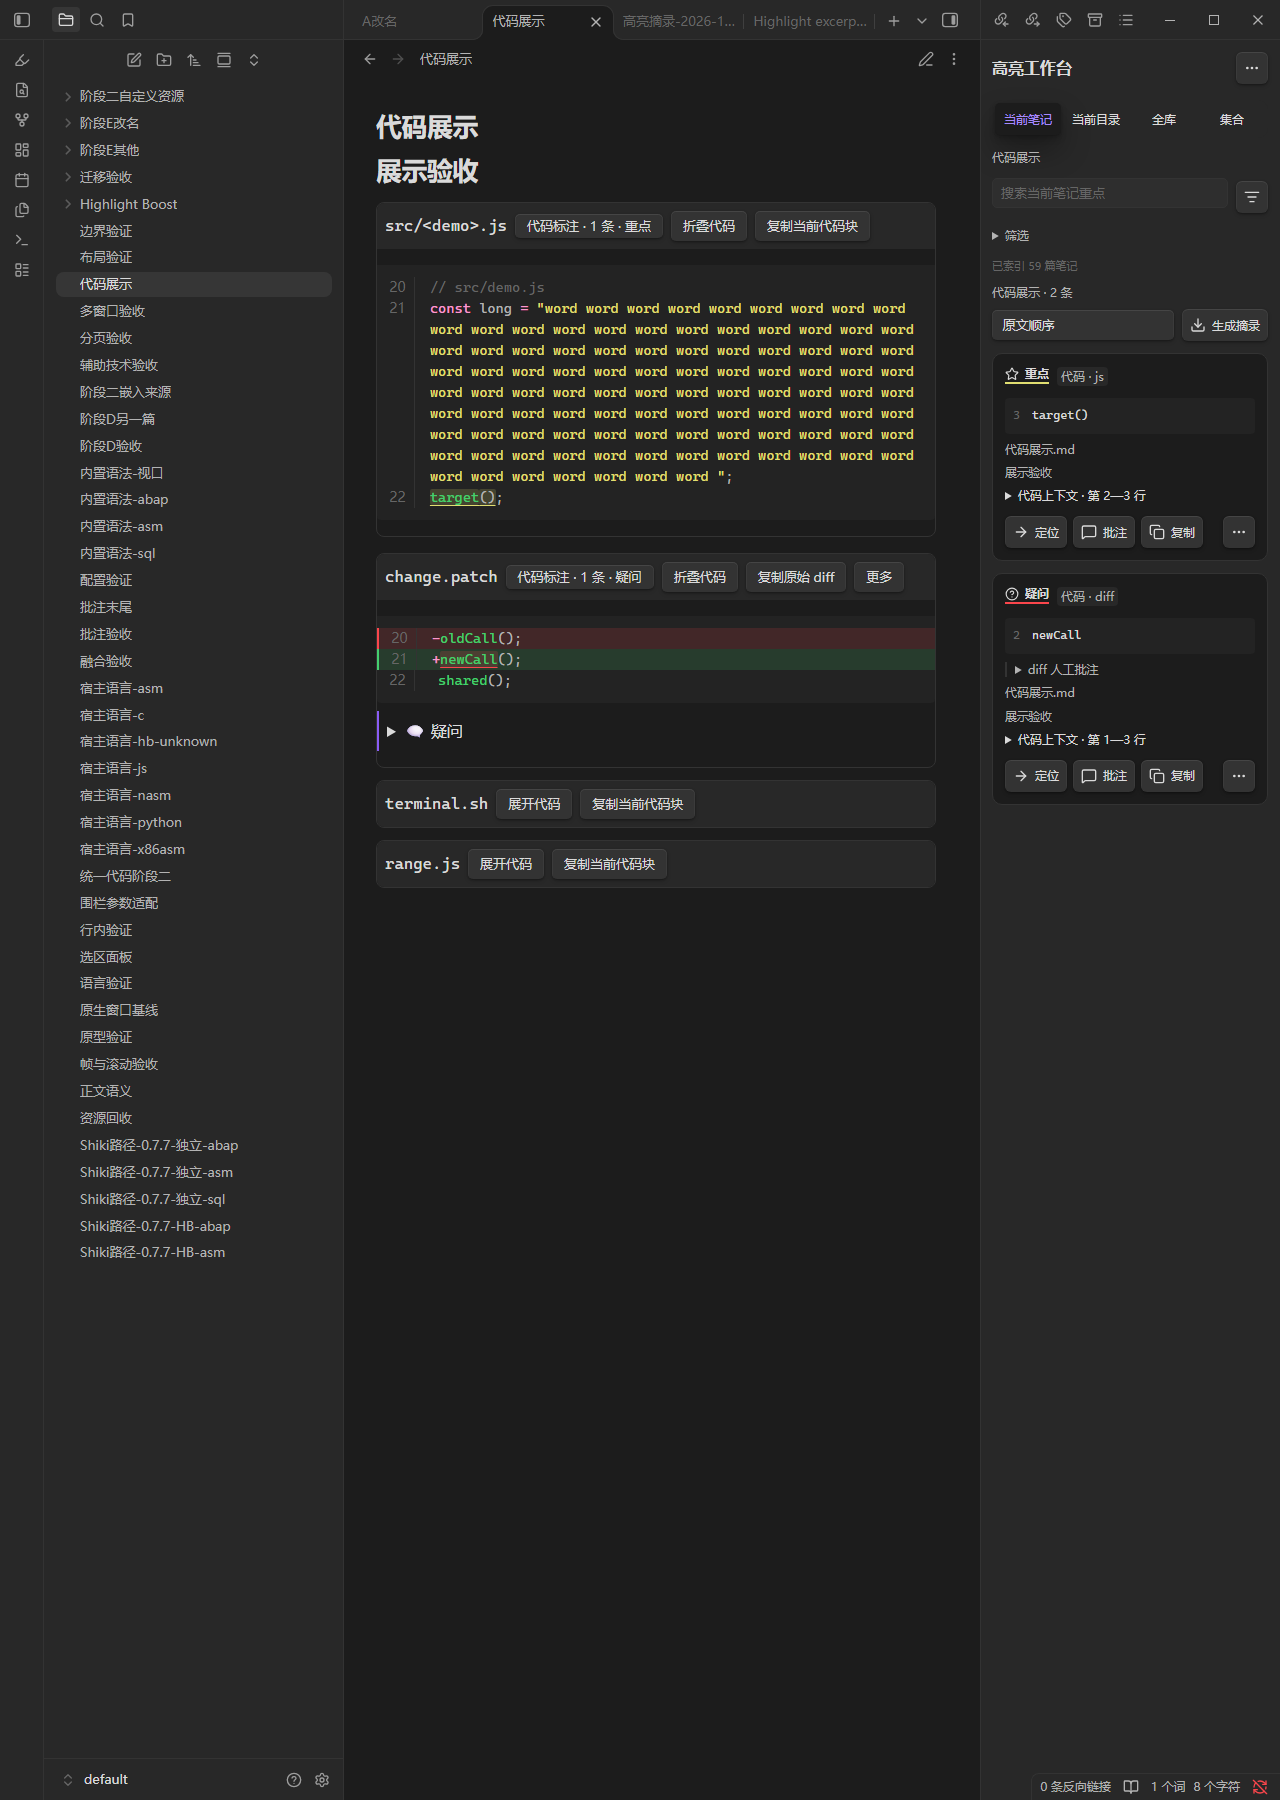 A改名
代码展示
高亮摘录-2026-1...
Highlight excerp...
阶段二自定义资源
阶段E改名
阶段E其他
迁移验收
Highlight Boost
边界验证
布局验证
代码展示
多窗口验收
分页验收
辅助技术验收
阶段二嵌入来源
阶段D另一篇
阶段D验收
内置语法-视口
内置语法-abap
内置语法-asm
内置语法-sql
配置验证
批注末尾
批注验收
融合验收
宿主语言-asm
宿主语言-c
宿主语言-hb-unknown
宿主语言-js
宿主语言-nasm
宿主语言-python
宿主语言-x86asm
统一代码阶段二
围栏参数适配
行内验证
选区面板
语言验证
原生窗口基线
原型验证
帧与滚动验收
正文语义
资源回收
Shiki路径-0.7.7-独立-abap
Shiki路径-0.7.7-独立-asm
Shiki路径-0.7.7-独立-sql
Shiki路径-0.7.7-HB-abap
Shiki路径-0.7.7-HB-asm
default
代码展示
代码展示
展示验收
src/<demo>.js 代码标注 · 1 条 · 重点 折叠代码 复制当前代码块
20 // src/demo.js
21 const long = "word word word word word word word word word
word word word word word word word word word word word word
word word word word word word word word word word word word
word word word word word word word word word word word word
word word word word word word word word word word word word
word word word word word word word word word word word word
word word word word word word word word word word word word
word word word word word word word word word word word word
word word word word word word word ";
22 target();
change.patch 代码标注 · 1 条 · 疑问 折叠代码 复制原始 diff 更多
20 -oldCall();
21 +newCall();
22 shared();
疑问
terminal.sh 展开代码 复制当前代码块
range.js 展开代码 复制当前代码块
高亮工作台
当前笔记 当前目录 全库 集合
代码展示
搜索当前笔记重点
筛选
已索引 59 篇笔记
代码展示 · 2 条
原文顺序 生成摘录
重点 代码 · js
3 target()
代码展示.md
展示验收
代码上下文 · 第 2—3 行
定位 批注 复制
疑问 代码 · diff
2 newCall
diff 人工批注
代码展示.md
展示验收
代码上下文 · 第 1—3 行
定位 批注 复制
0 条反向链接 1 个词 8 个字符